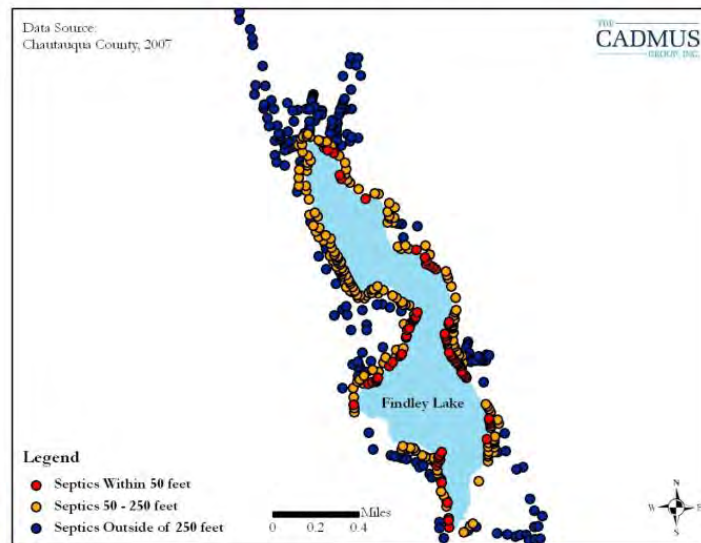 Data Source:
Chautauqua County, 2007
THE
CADMUS
GROUP, INC.
Findley Lake
Legend
Septics Within 50 feet
Septics 50 - 250 feet
Septics Outside of 250 feet
Miles
0 0.2 0.4
N
W E
S